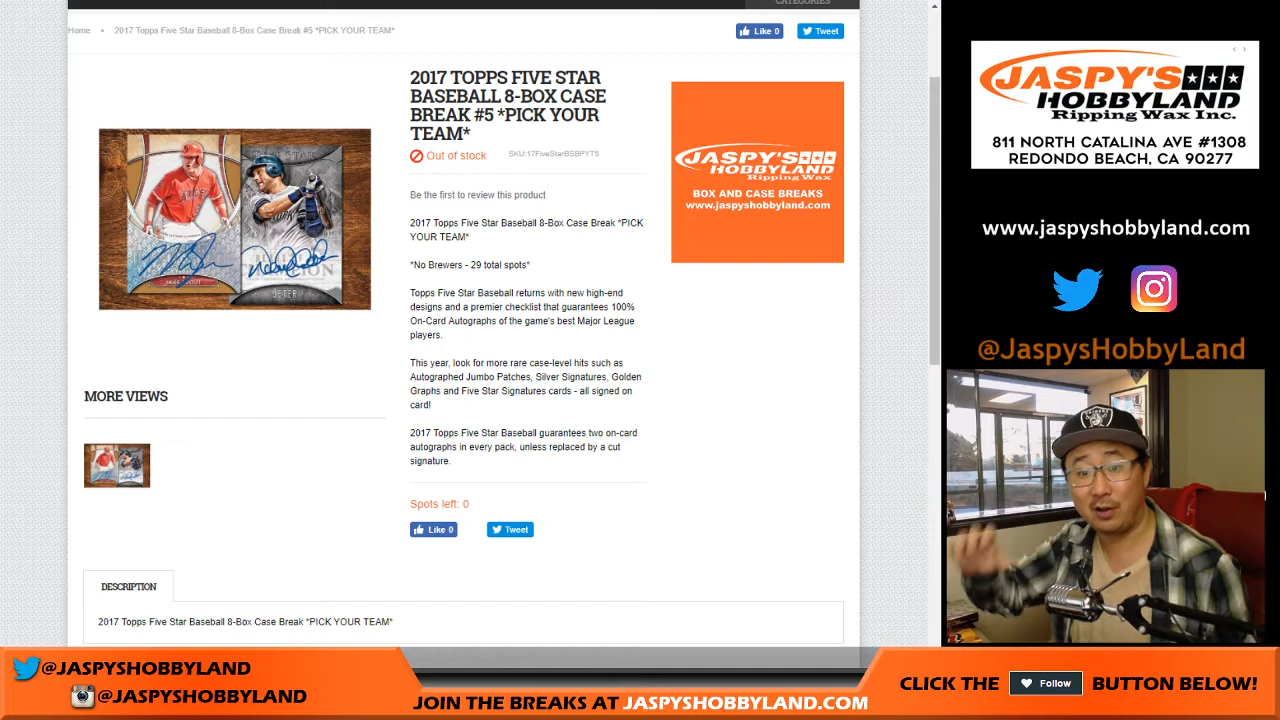 CATEGORIES
Home • 2017 Topps Five Star Baseball 8-Box Case Break #5 *PICK YOUR TEAM*
Like 0
Tweet
2017 TOPPS FIVE STAR
BASEBALL 8-BOX CASE
BREAK #5 *PICK YOUR
TEAM*
Out of stock
SKU:17FiveStarBSBPYT5
Be the first to review this product
2017 Topps Five Star Baseball 8-Box Case Break *PICK
YOUR TEAM*
*No Brewers - 29 total spots*
Topps Five Star Baseball returns with new high-end
designs and a premier checklist that guarantees 100%
On-Card Autographs of the game's best Major League
players.
This year, look for more rare case-level hits such as
Autographed Jumbo Patches, Silver Signatures, Golden
Graphs and Five Star Signatures cards - all signed on
card!
2017 Topps Five Star Baseball guarantees two on-card
autographs in every pack, unless replaced by a cut
signature.
Spots left: 0
Like 0
Tweet
JETER
MORE VIEWS
DESCRIPTION
2017 Topps Five Star Baseball 8-Box Case Break *PICK YOUR TEAM*
JASPY'S
HOBBYLAND
Ripping Wax
BOX AND CASE BREAKS
www.jaspyshobbyland.com
JASPY'S
HOBBYLAND
Ripping Wax Inc.
811 NORTH CATALINA AVE #1308
REDONDO BEACH, CA 90277
www.jaspyshobbyland.com
@JaspysHobbyLand
RAIDERS
@JASPYSHOBBYLAND
@JASPYSHOBBYLAND
JOIN THE BREAKS AT JASPYSHOBBYLAND.COM
CLICK THE Follow BUTTON BELOW!